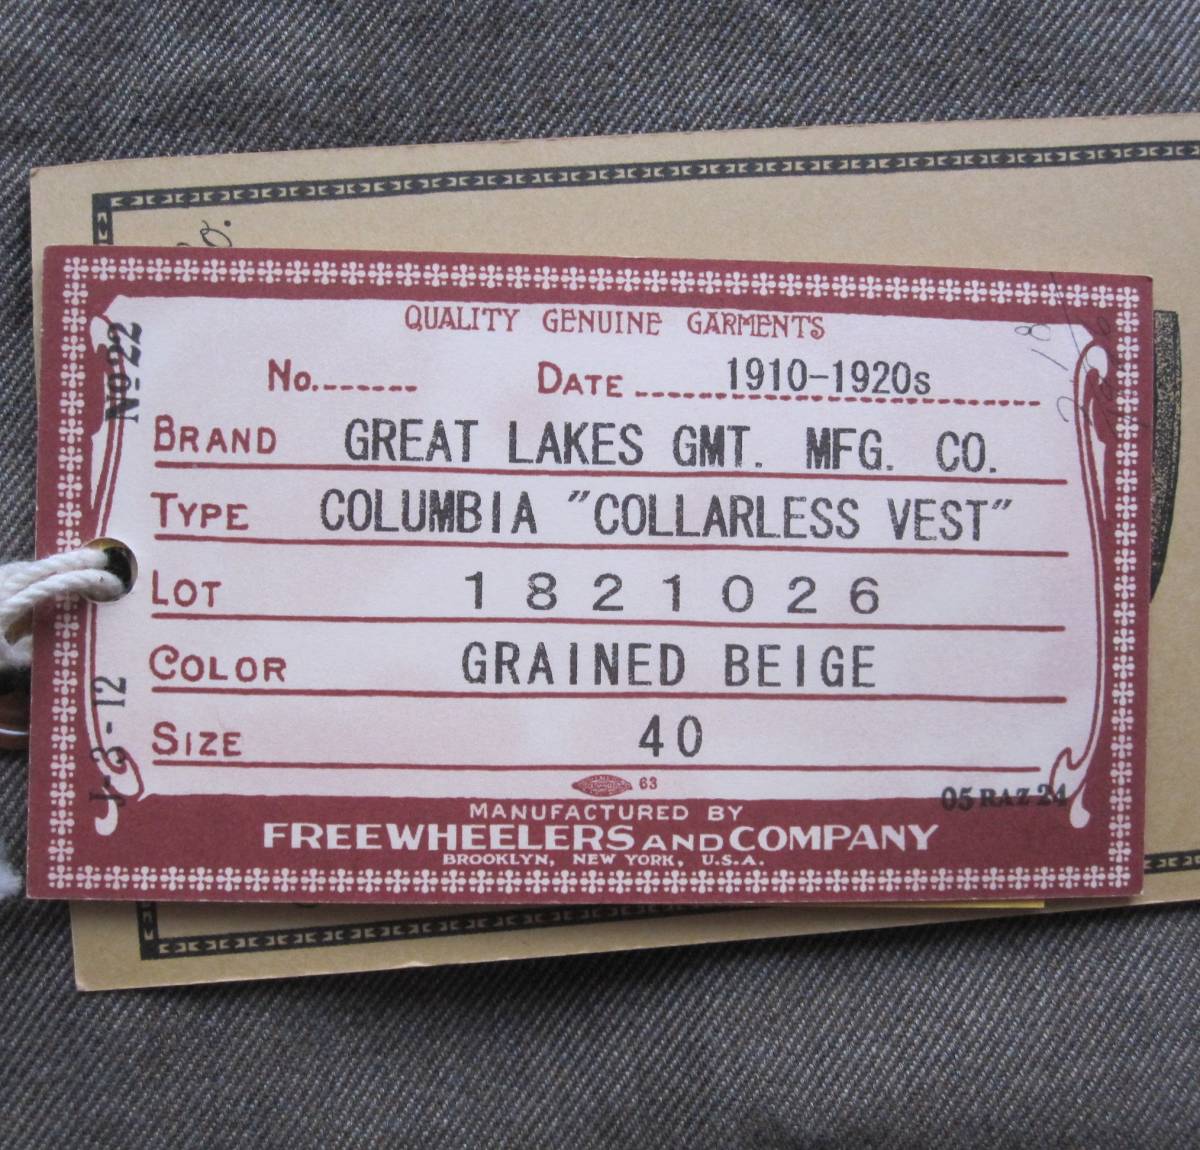 QUALITY GENUINE GARMENTS
No.
DATE 1910-1920s
BRAND GREAT LAKES GMT. MFG. CO.
TYPE COLUMBIA "COLLARLESS VEST"
LOT 1821026
COLOR GRAINED BEIGE
SIZE 40
63
MANUFACTURED BY
FREEWHEELERS AND COMPANY
BROOKLYN, NEW YORK, U.S.A.
No 22
J-3-12
05 RAZ 24